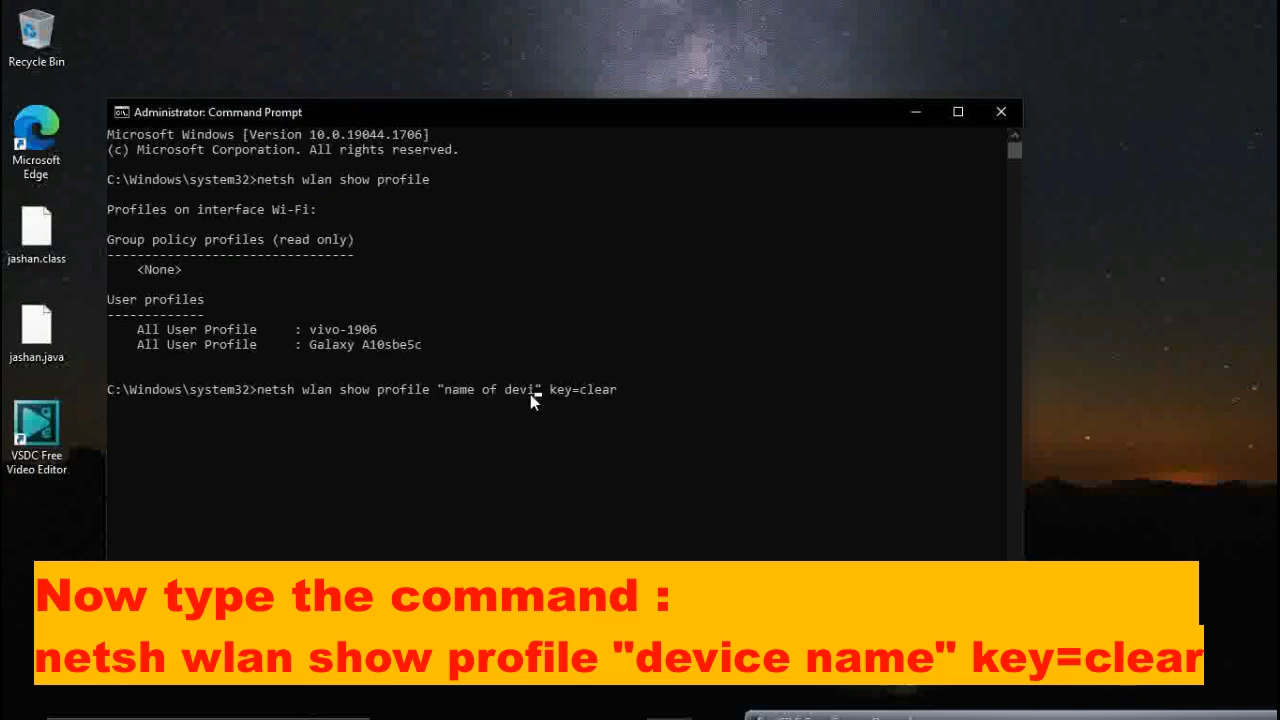 Recycle Bin
Administrator: Command Prompt
Microsoft Windows [Version 10.0.19044.1706]
(c) Microsoft Corporation. All rights reserved.
Microsoft
Edge
C:\Windows\system32>netsh wlan show profile
Profiles on interface Wi-Fi:
jashan.class
Group policy profiles (read only)
---------------------------------
<None>
User profiles
-------------
All User Profile     : vivo-1906
All User Profile     : Galaxy A10sbe5c
jashan.java
C:\Windows\system32>netsh wlan show profile "name of devi" key=clear
VSDC Free
Video Editor
Now type the command :
netsh wlan show profile "device name" key=clear